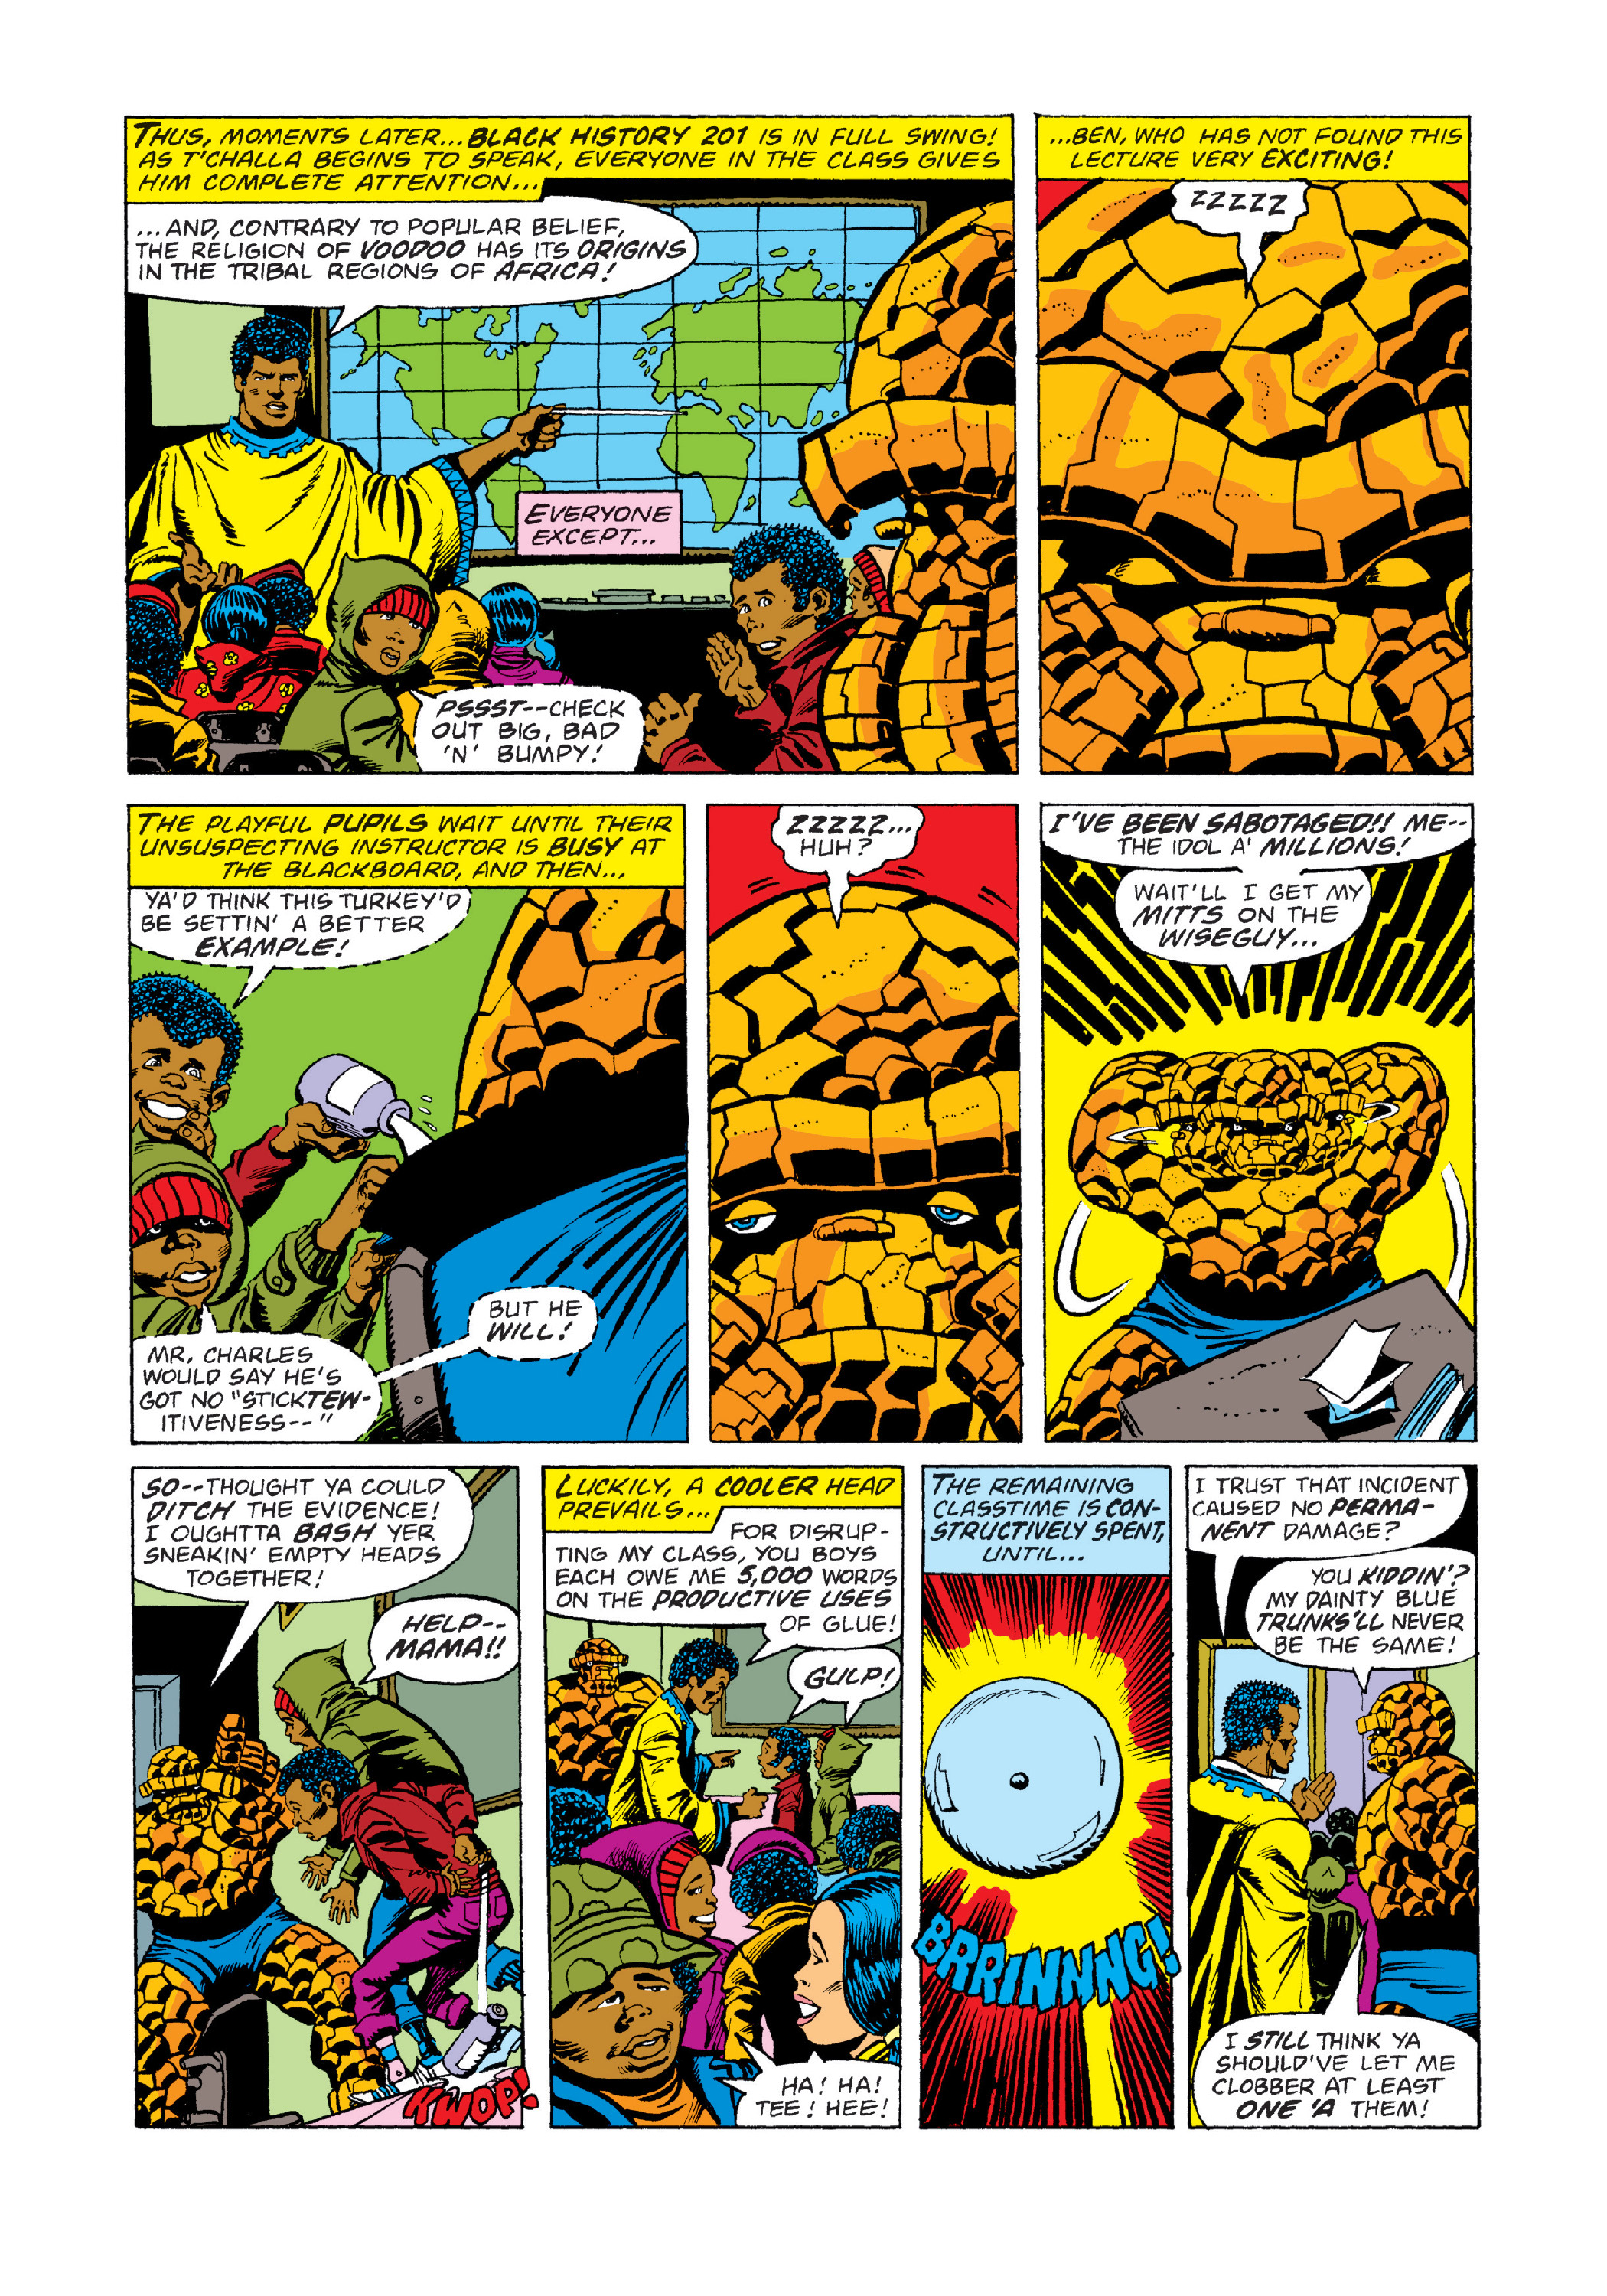 THUS, MOMENTS LATER... BLACK HISTORY 201 IS IN FULL SWING!
AS T'CHALLA BEGINS TO SPEAK, EVERYONE IN THE CLASS GIVES
HIM COMPLETE ATTENTION...
...AND, CONTRARY TO POPULAR BELIEF,
THE RELIGION OF VOODOO HAS ITS ORIGINS
IN THE TRIBAL REGIONS OF AFRICA!
EVERYONE
EXCEPT...
PSSST--CHECK
OUT BIG, BAD
'N' BUMPY!
...BEN, WHO HAS NOT FOUND THIS
LECTURE VERY EXCITING!
ZZZZZ
THE PLAYFUL PUPILS WAIT UNTIL THEIR
UNSUSPECTING INSTRUCTOR IS BUSY AT
THE BLACKBOARD, AND THEN...
YA'D THINK THIS TURKEY'D
BE SETTIN' A BETTER
EXAMPLE!
MR. CHARLES
WOULD SAY HE'S
GOT NO "STICKTEW-
ITIVENESS--"
BUT HE
WILL!
ZZZZZ...
HUH?
I'VE BEEN SABOTAGED!! ME--
THE IDOL A' MILLIONS!
WAIT'LL I GET MY
MITTS ON THE
WISEGUY...
SO--THOUGHT YA COULD
DITCH THE EVIDENCE!
I OUGHTTA BASH YER
SNEAKIN' EMPTY HEADS
TOGETHER!
HELP--
MAMA!!
KWOP!
LUCKILY, A COOLER HEAD
PREVAILS...
FOR DISRUP-
TING MY CLASS, YOU BOYS
EACH OWE ME 5,000 WORDS
ON THE PRODUCTIVE USES
OF GLUE!
GULP!
HA! HA!
TEE! HEE!
THE REMAINING
CLASSTIME IS CON-
STRUCTIVELY SPENT,
UNTIL...
BRRINNNG!
I TRUST THAT INCIDENT
CAUSED NO PERMA-
NENT DAMAGE?
YOU KIDDIN'?
MY DAINTY BLUE
TRUNKS'LL NEVER
BE THE SAME!
I STILL THINK YA
SHOULD'VE LET ME
CLOBBER AT LEAST
ONE 'A THEM!